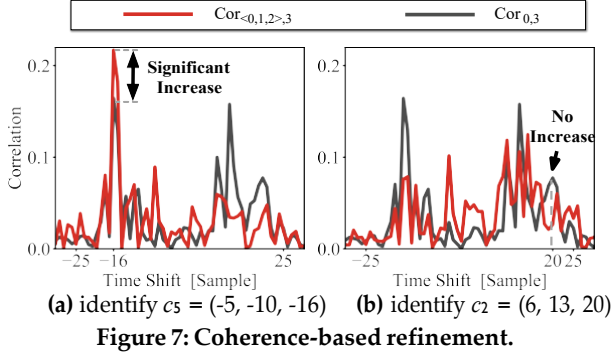 Cor<0,1,2>,3 Cor0,3
0.2
0.1
0.0
Correlation
Significant
Increase
−25 −16 25
Time Shift [Sample]
(a) identify c5 = (-5, -10, -16)
0.2
0.1
0.0
No
Increase
−25 20 25
Time Shift [Sample]
(b) identify c2 = (6, 13, 20)
Figure 7: Coherence-based refinement.